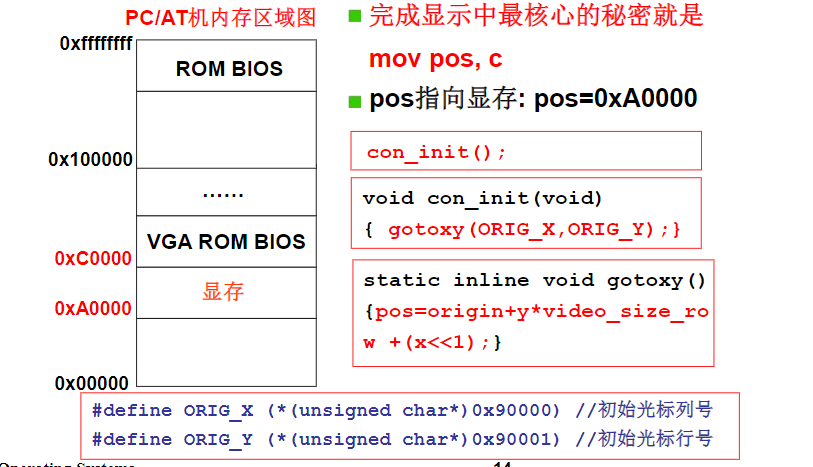 PC/AT机内存区域图
0xffffffff
ROM BIOS
0x100000
……
VGA ROM BIOS
0xC0000
显存
0xA0000
0x00000
完成显示中最核心的秘密就是
mov pos, c
pos指向显存: pos=0xA0000
con_init();
void con_init(void)
{ gotoxy(ORIG_X,ORIG_Y);}
static inline void gotoxy()
{pos=origin+y*video_size_ro
w +(x<<1);}
#define ORIG_X (*(unsigned char*)0x90000) //初始光标列号
#define ORIG_Y (*(unsigned char*)0x90001) //初始光标行号